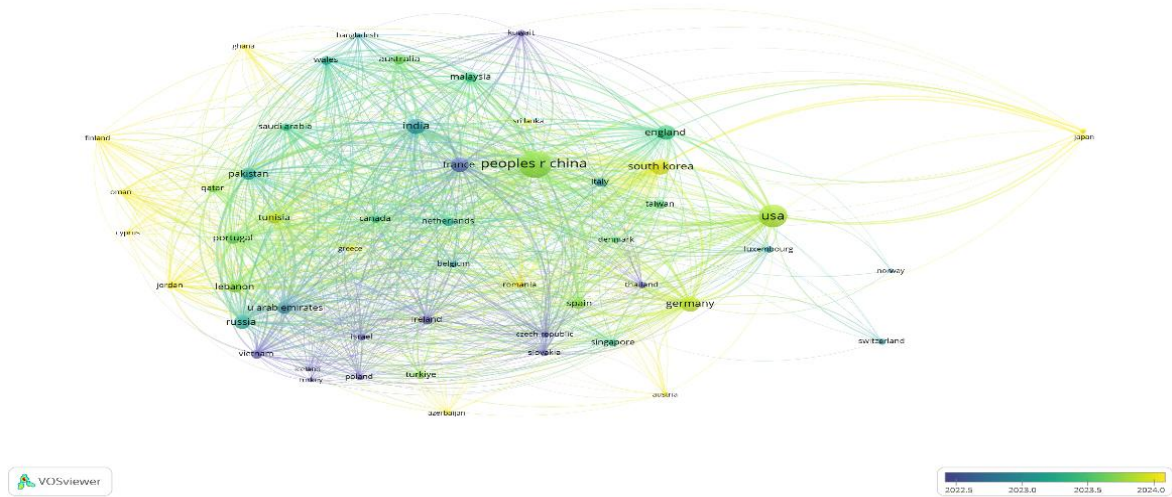 ghana
bangladesh
kuwait
wales
australia
malaysia
saudi arabia
india
sri lanka
england
japan
finland
france
peoples r china
south korea
pakistan
italy
qatar
oman
taiwan
tunisia
canada
netherlands
usa
cyprus
portugal
greece
denmark
luxembourg
belgium
norway
jordan
lebanon
romania
thailand
u arab emirates
spain
germany
russia
ireland
israel
czech republic
singapore
switzerland
vietnam
slovakia
turkey
poland
turkiye
austria
azerbaijan
VOSviewer
2022.5 2023.0 2023.5 2024.0